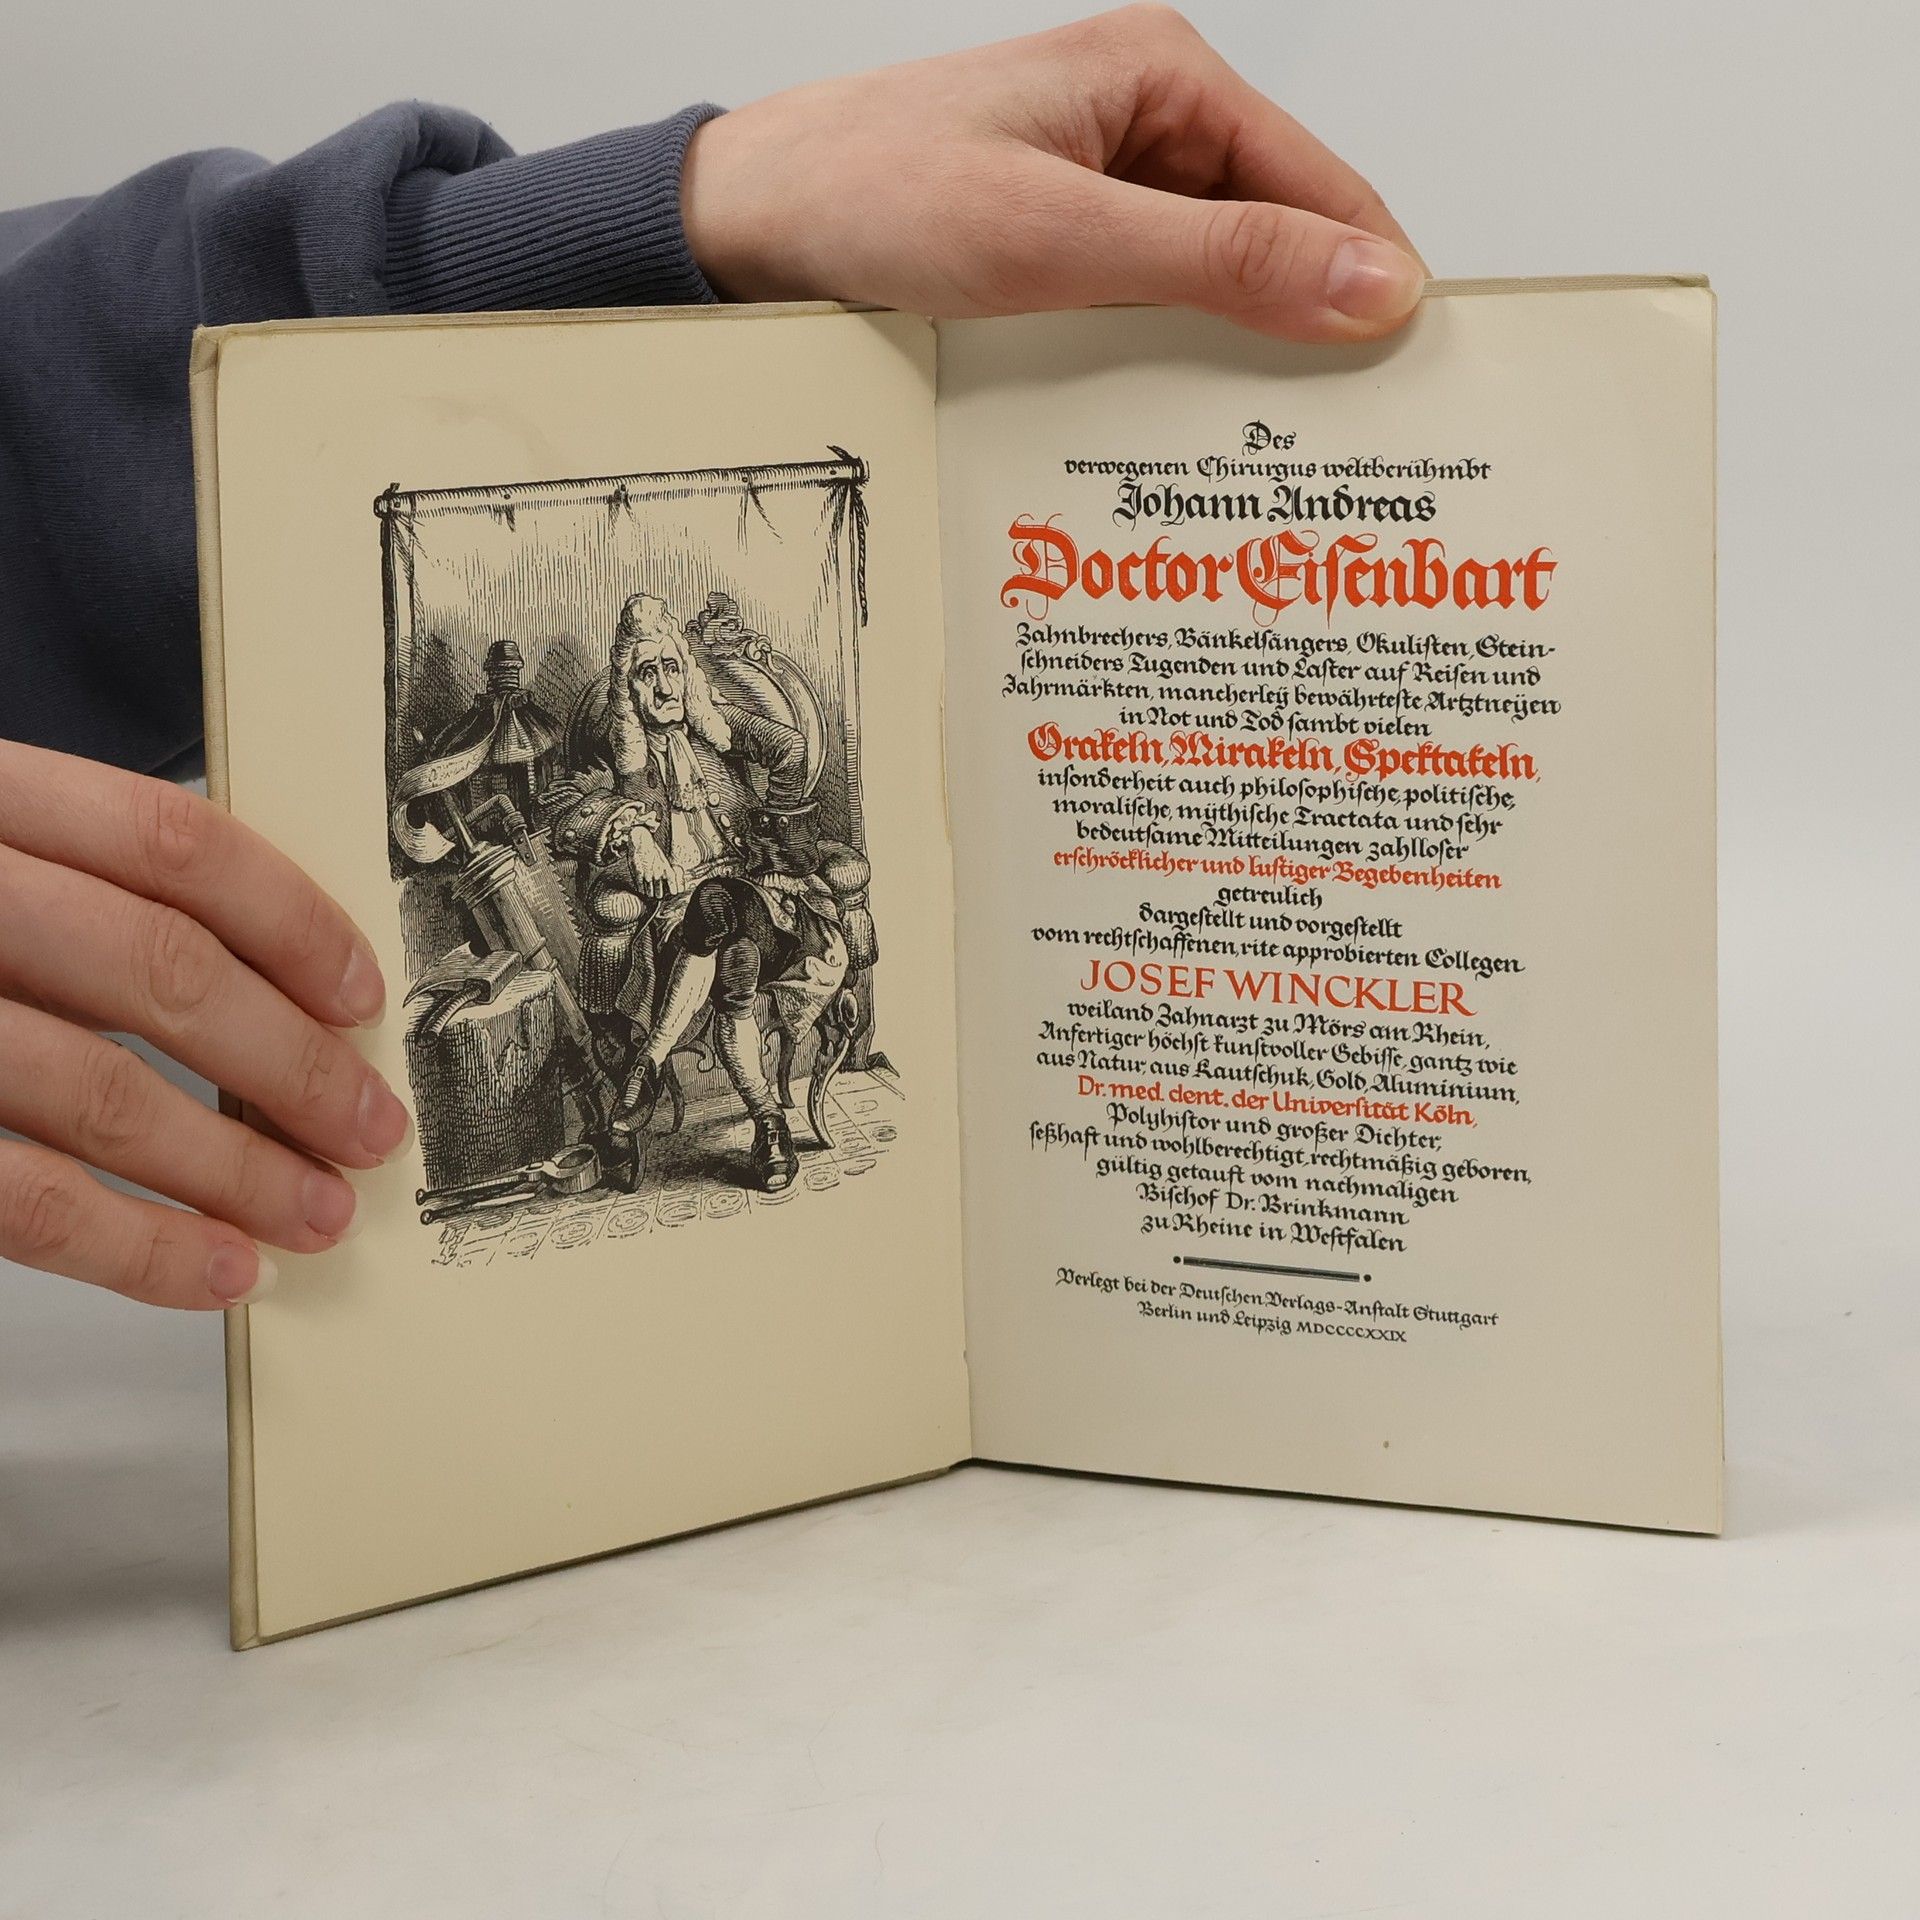 Des
verwegenen Chirurgus weltberühmbt
Johann Andreas
Doctor Eiſenbart
Zahnbrechers, Bänkelſängers, Okuliſten, Stein-
ſchneiders Tugenden und Laſter auf Reiſen und
Jahrmärkten, mancherleÿ bewährteſte Artztneÿen
in Not und Tod ſambt vielen
Orakeln, Mirakeln, Spektakeln,
inſonderheit auch philoſophiſche, politiſche,
moraliſche, mÿthiſche Tractata und ſehr
bedeutſame Mitteilungen zahlloſer
erſchröcklicher und luſtiger Begebenheiten
getreulich
dargeſtellt und vorgeſtellt
vom rechtſchaffenen, rite approbierten Collegen
JOSEF WINCKLER
weiland Zahnarzt zu Mörs am Rhein,
Anfertiger höchſt kunſtvoller Gebiſſe, gantz wie
aus Natur, aus Kautſchuk, Gold, Aluminium,
Dr. med. dent. der Univerſität Köln,
Polyhiſtor und großer Dichter,
ſeßhaft und wohlberechtigt, rechtmäßig geboren,
gültig getauft vom nachmaligen
Biſchof Dr. Brinkmann
zu Rheine in Weſtfalen
Verlegt bei der Deutſchen Verlags-Anſtalt Stuttgart
Berlin und Leipzig MDCCCCXXIX